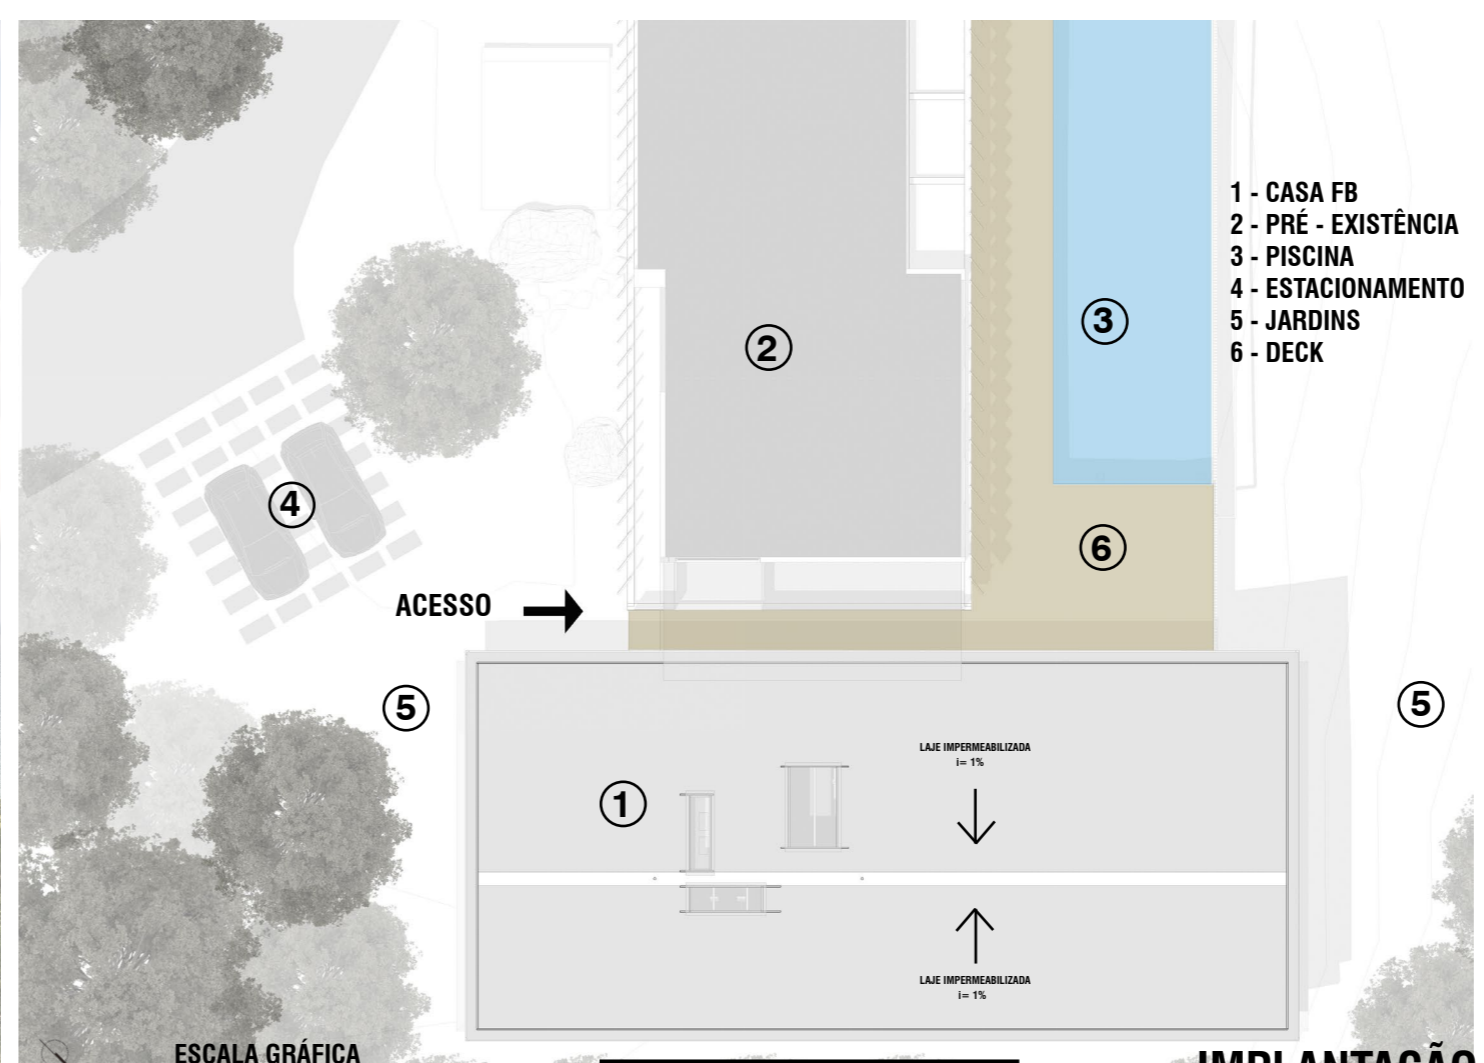 1 - CASA FB
2 - PRÉ - EXISTÊNCIA
3 - PISCINA
4 - ESTACIONAMENTO
5 - JARDINS
6 - DECK
2
3
4
6
ACESSO
5
5
1
LAJE IMPERMEABILIZADA
i= 1%
LAJE IMPERMEABILIZADA
i= 1%
ESCALA GRÁFICA
IMPLANTAÇÃO